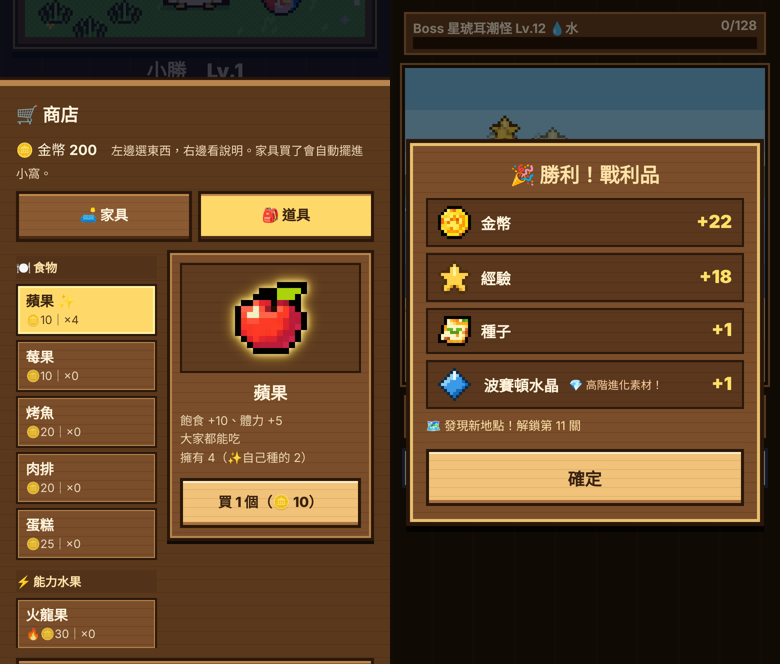 小勝 Lv.1
🛒 商店
🪙 金幣 200 左邊選東西，右邊看說明。家具買了會自動擺進
小窩。
🛋️ 家具
🎒 道具
🍽️ 食物
蘋果 ✨
🪙10｜×4
莓果
🪙10｜×0
烤魚
🪙20｜×0
肉排
🪙20｜×0
蛋糕
🪙25｜×0
⚡ 能力水果
火龍果
🔥🪙30｜×0
蘋果
飽食 +10、體力 +5
大家都能吃
擁有 4（✨自己種的 2）
買 1 個（🪙 10）
Boss 星琥耳潮怪 Lv.12 💧水
0/128
🎉 勝利！戰利品
金幣 +22
經驗 +18
種子 +1
波賽頓水晶 💎 高階進化素材！ +1
🗺️ 發現新地點！解鎖第 11 關
確定